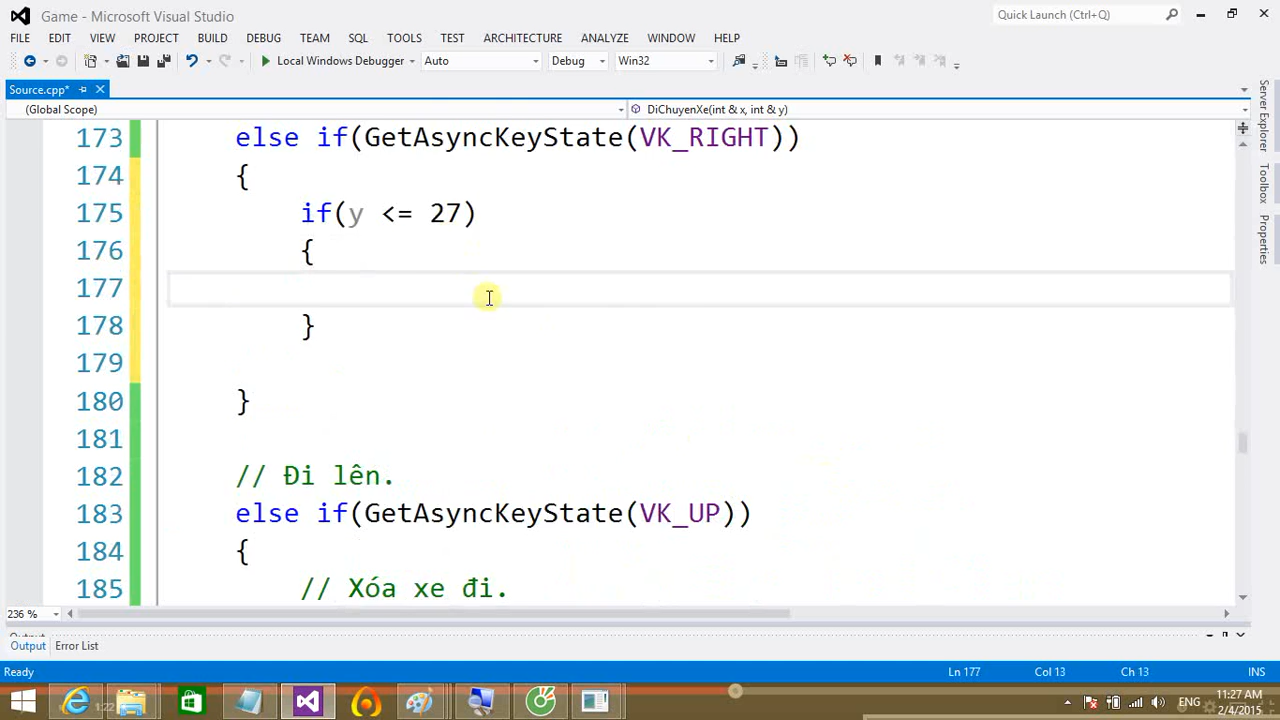 Game - Microsoft Visual Studio
Quick Launch (Ctrl+Q)
FILE EDIT VIEW PROJECT BUILD DEBUG TEAM SQL TOOLS TEST ARCHITECTURE ANALYZE WINDOW HELP
Local Windows Debugger Auto Debug Win32
Source.cpp*
(Global Scope) DiChuyenXe(int & x, int & y)
173 else if(GetAsyncKeyState(VK_RIGHT))
174 {
175 if(y <= 27)
176 {
177
178 }
179
180 }
181
182 // Đi lên.
183 else if(GetAsyncKeyState(VK_UP))
184 {
185 // Xóa xe đi.
236 %
Server Explorer
Toolbox
Properties
Output Error List
Ready Ln 177 Col 13 Ch 13 INS
1:22
ENG
11:27 AM
2/4/2015